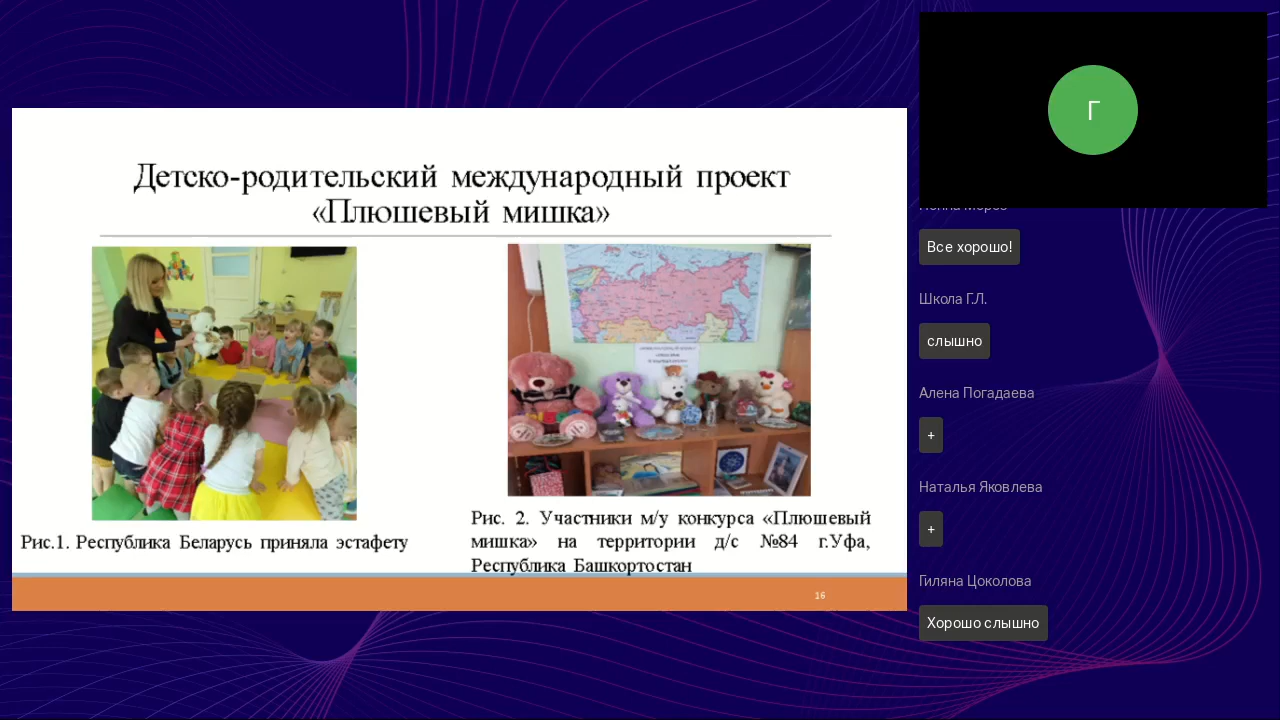 Детско-родительский международный проект
«Плюшевый мишка»
Рис.1. Республика Беларусь приняла эстафету
Рис. 2. Участники м/у конкурса «Плюшевый
мишка» на территории д/с №84 г.Уфа,
Республика Башкортостан
16
Г
Все хорошо!
Школа Г.Л.
слышно
Алена Погадаева
+
Наталья Яковлева
+
Гиляна Цоколова
Хорошо слышно